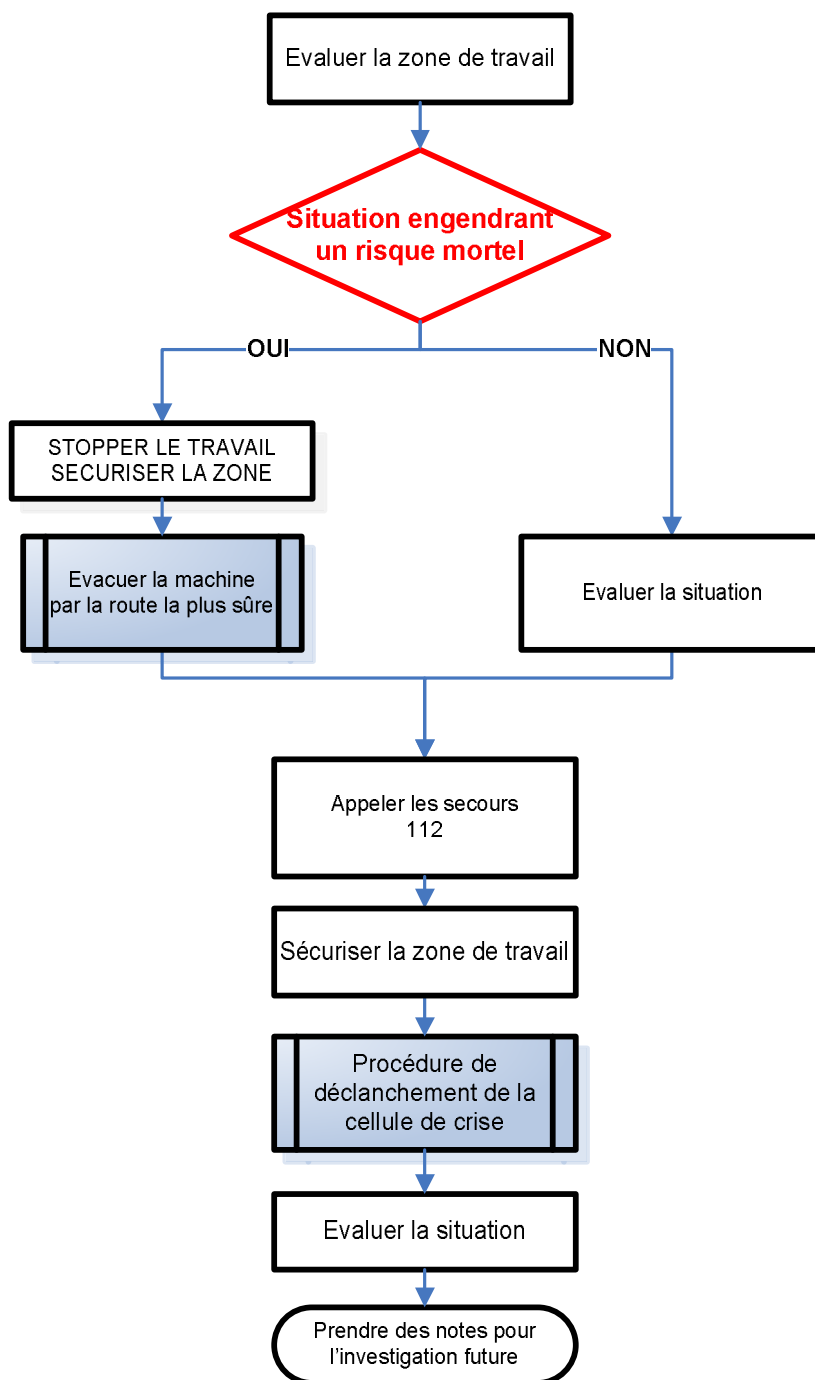 Evaluer la zone de travail
Situation engendrant
un risque mortel
OUI
NON
STOPPER LE TRAVAIL
SECURISER LA ZONE
Evacuer la machine
par la route la plus sûre
Evaluer la situation
Appeler les secours
112
Sécuriser la zone de travail
Procédure de
déclanchement de la
cellule de crise
Evaluer la situation
Prendre des notes pour
l'investigation future